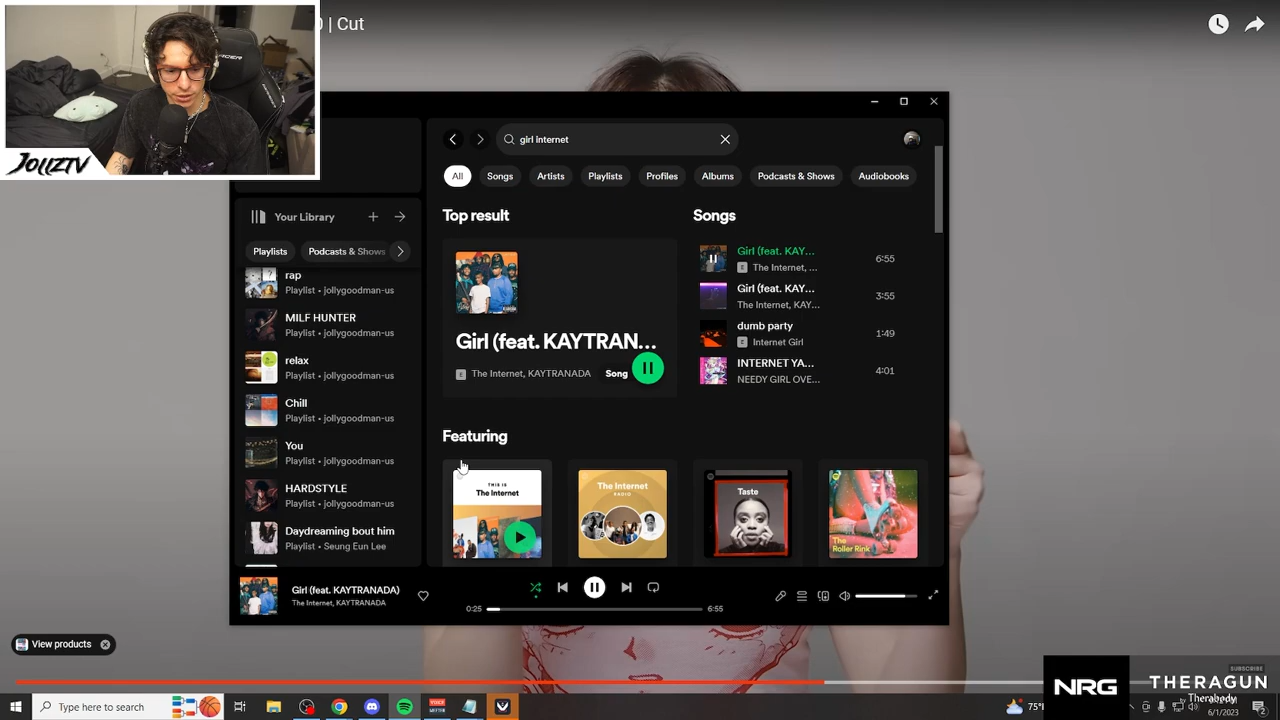 | Cut
JOLIZTV
girl internet
All
Songs
Artists
Playlists
Profiles
Albums
Podcasts & Shows
Audiobooks
Your Library
Playlists
Podcasts & Shows
rap
Playlist • jollygoodman-us
MILF HUNTER
Playlist • jollygoodman-us
relax
Playlist • jollygoodman-us
Chill
Playlist • jollygoodman-us
You
Playlist • jollygoodman-us
HARDSTYLE
Playlist • jollygoodman-us
Daydreaming bout him
Playlist • Seung Eun Lee
Top result
Girl (feat. KAYTRAN...
E The Internet, KAYTRANADA
Song
Songs
Girl (feat. KAY...
E The Internet, ...
6:55
Girl (feat. KAY...
The Internet, KAY...
3:55
dumb party
E Internet Girl
1:49
INTERNET YA...
NEEDY GIRL OVE...
4:01
Featuring
THIS IS
The Internet
The Internet
RADIO
Taste
The
Roller Rink
Girl (feat. KAYTRANADA)
The Internet, KAYTRANADA
0:25
6:55
View products
SUBSCRIBE
NRG
THERAGUN
Therabody
Type here to search
75°F
6/1/2023